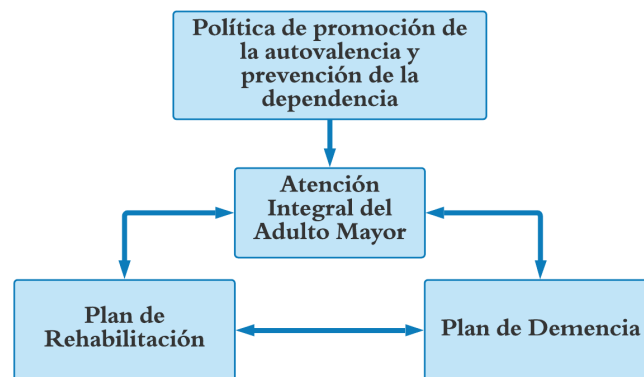 Política de promoción de
la autovalencia y
prevención de la
dependencia
Atención
Integral del
Adulto Mayor
Plan de
Rehabilitación
Plan de Demencia